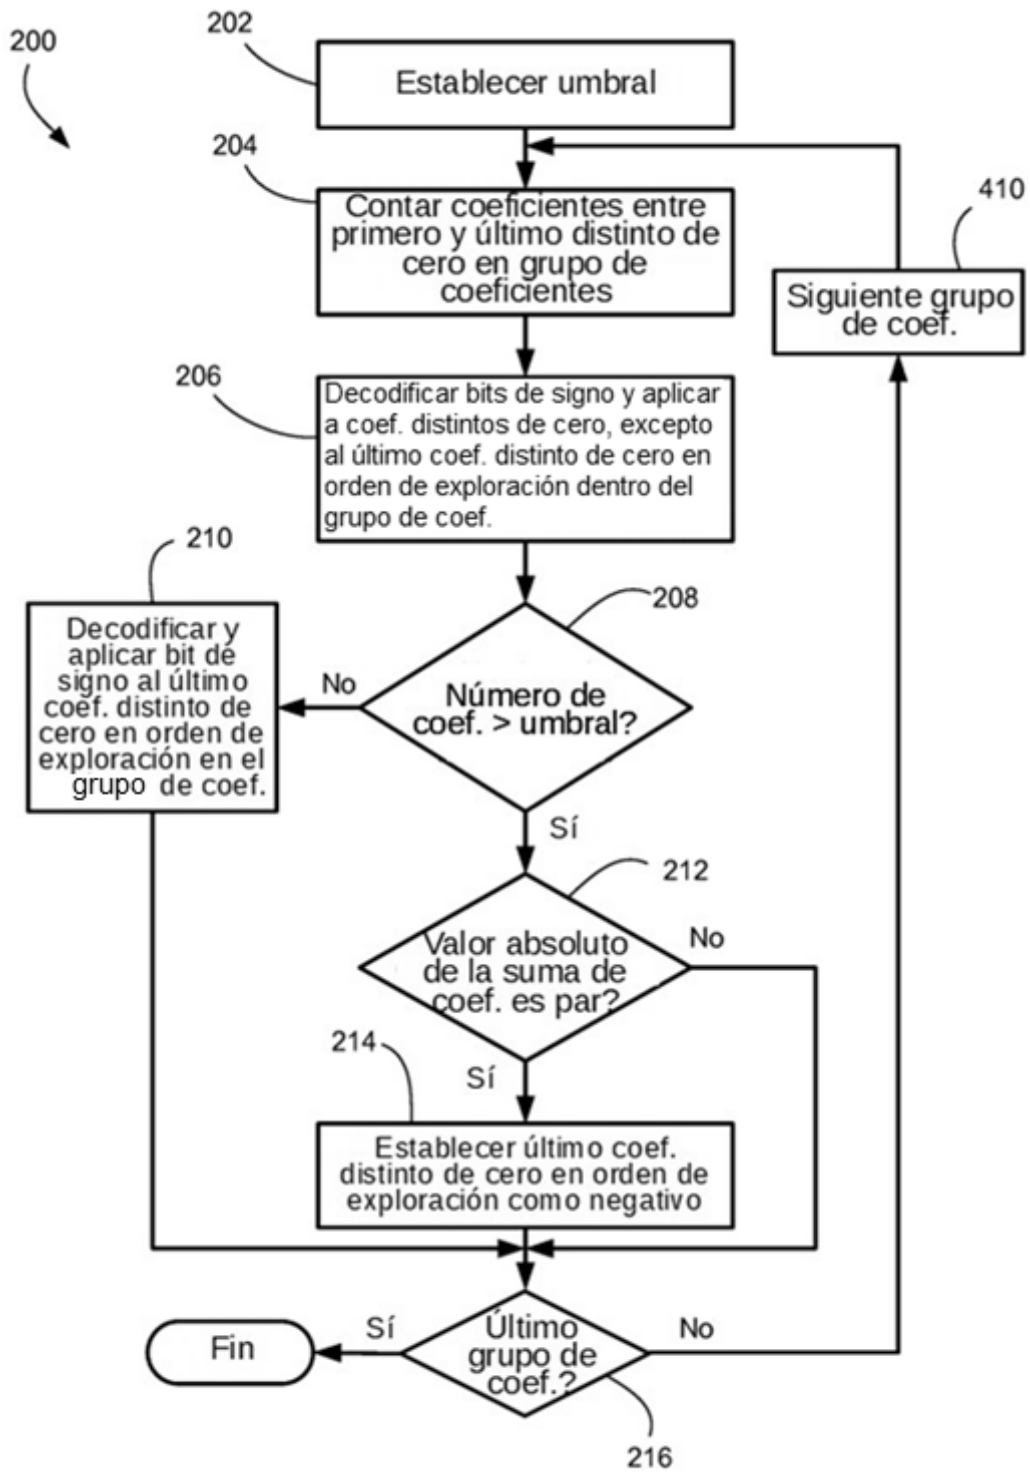 200
202
Establecer umbral
204
Contar coeficientes entre
primero y último distinto de
cero en grupo de
coeficientes
410
Siguiente grupo
de coef.
206
Decodificar bits de signo y aplicar
a coef. distintos de cero, excepto
al último coef. distinto de cero en
orden de exploración dentro del
grupo de coef.
210
Decodificar y
aplicar bit de
signo al último
coef. distinto de
cero en orden de
exploración en el
grupo de coef.
No
208
Número de
coef. > umbral?
Sí
212
Valor absoluto
de la suma de
coef. es par?
No
214
Sí
Establecer último coef.
distinto de cero en orden de
exploración como negativo
Fin
Sí
Último
grupo de
coef.?
No
216